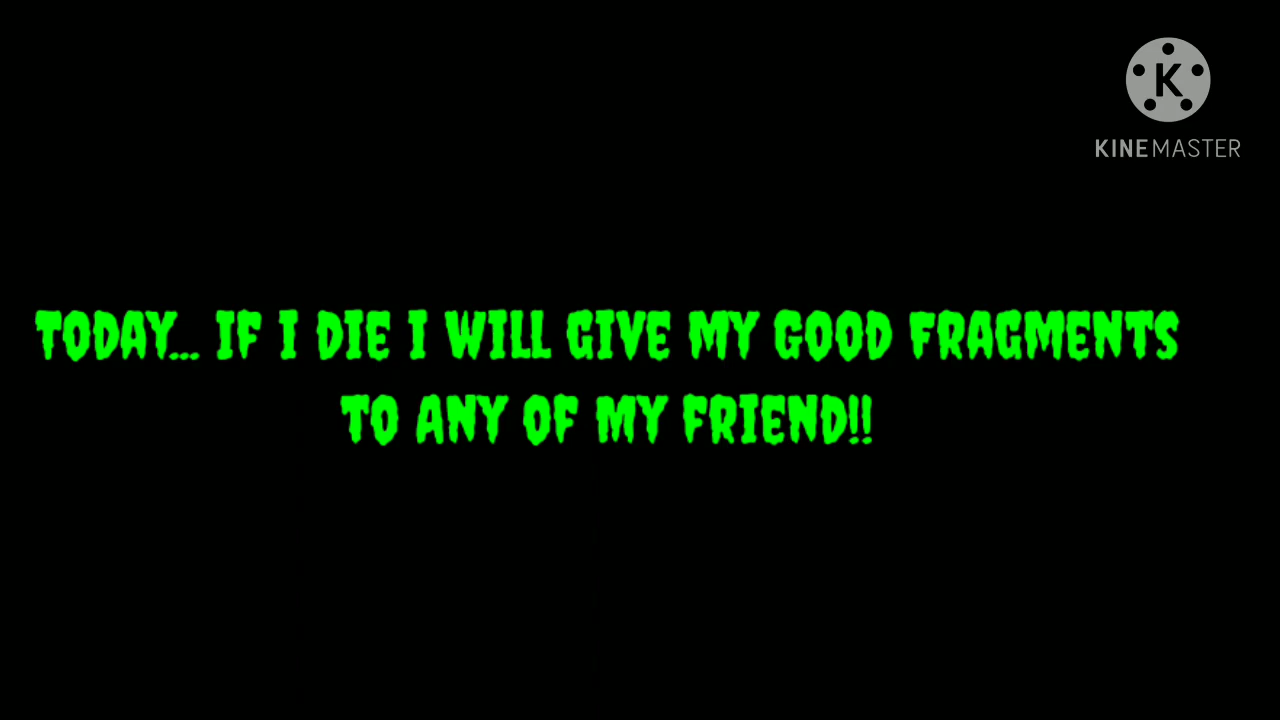 K
KINEMASTER
TODAY... IF I DIE I WILL GIVE MY GOOD FRAGMENTS
TO ANY OF MY FRIEND!!